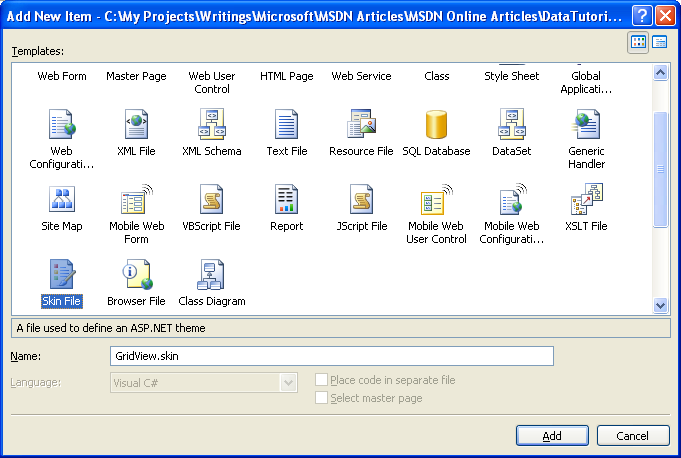 Add New Item - C:\My Projects\Writings\Microsoft\MSDN Articles\MSDN Online Articles\DataTutori...
Templates:
Web Form Master Page Web User Control HTML Page Web Service Class Style Sheet Global Applicati...
Web Configurati... XML File XML Schema Text File Resource File SQL Database DataSet Generic Handler
Site Map Mobile Web Form VBScript File Report JScript File Mobile Web User Control Mobile Web Configurati... XSLT File
Skin File Browser File Class Diagram
A file used to define an ASP.NET theme
Name: GridView.skin
Language: Visual C# Place code in separate file
Select master page
Add Cancel